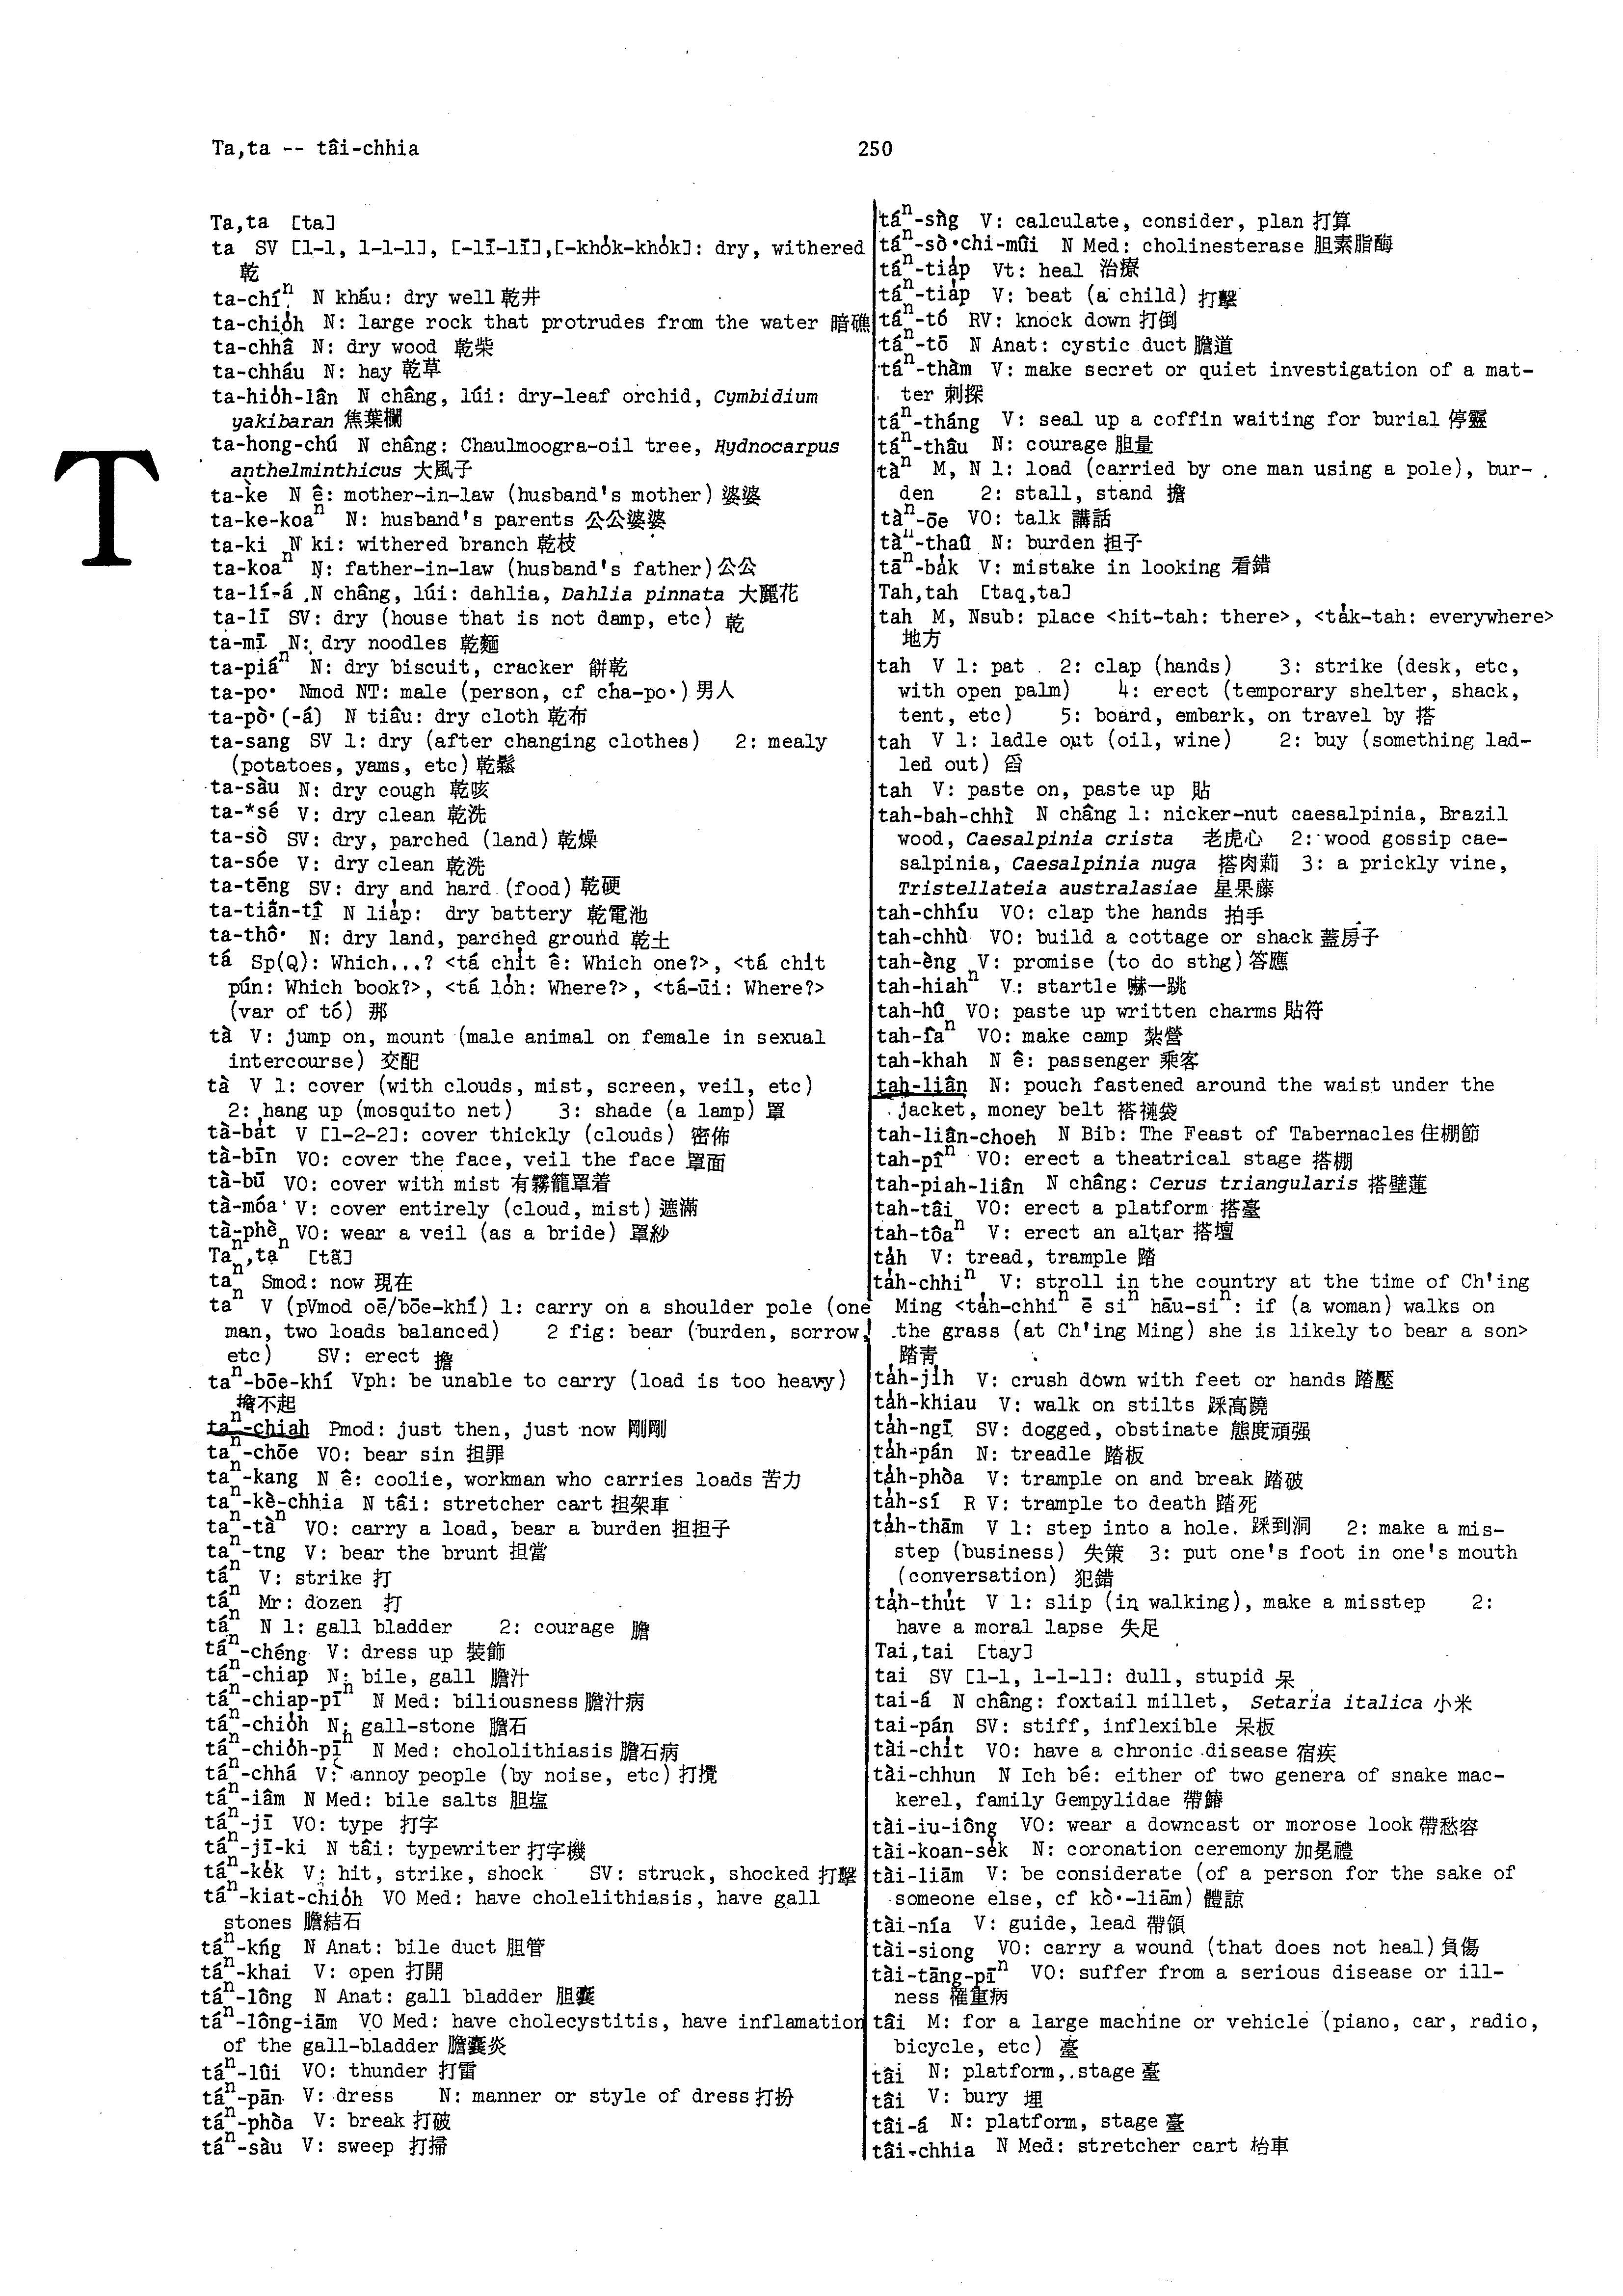 Ta,ta -- tâi-chhia
250
T
Ta,ta [ta]
ta SV [1-1, 1-1-1], [-lī-lī],[-kho̍k-kho̍k]: dry, withered
乾
ta-chíⁿ N kháu: dry well 乾井
ta-chio̍h N: large rock that protrudes from the water 暗礁
ta-chhâ N: dry wood 乾柴
ta-chháu N: hay 乾草
ta-hio̍h-lân N châng, lúi: dry-leaf orchid, Cymbidium
yakibaran 焦葉欄
ta-hong-chú N châng: Chaulmoogra-oil tree, Hydnocarpus
anthelminthicus 大風子
ta-ke N ê: mother-in-law (husband's mother) 婆婆
ta-ke-koaⁿ N: husband's parents 公公婆婆
ta-ki N ki: withered branch 乾枝
ta-koaⁿ N: father-in-law (husband's father) 公公
ta-lí-á N châng, lúi: dahlia, Dahlia pinnata 大麗花
ta-lī SV: dry (house that is not damp, etc) 乾
ta-mī N: dry noodles 乾麵
ta-piáⁿ N: dry biscuit, cracker 餅乾
ta-po· Nmod NT: male (person, cf cha-po·) 男人
ta-pò·(-á) N tiâu: dry cloth 乾布
ta-sang SV 1: dry (after changing clothes) 2: mealy
(potatoes, yams, etc) 乾鬆
ta-sàu N: dry cough 乾咳
ta-*sé V: dry clean 乾洗
ta-sò SV: dry, parched (land) 乾燥
ta-sóe V: dry clean 乾洗
ta-tēng SV: dry and hard (food) 乾硬
ta-tiān-tî N lia̍p: dry battery 乾電池
ta-thô· N: dry land, parched ground 乾土
tá Sp(Q): Which...? <tá chi̍t ê: Which one?>, <tá chi̍t
pún: Which book?>, <tá lo̍h: Where?>, <tá-ūi: Where?>
(var of tó) 那
tà V: jump on, mount (male animal on female in sexual
intercourse) 交配
tà V 1: cover (with clouds, mist, screen, veil, etc)
2: hang up (mosquito net) 3: shade (a lamp) 罩
tà-ba̍t V [1-2-2]: cover thickly (clouds) 密佈
tà-bīn VO: cover the face, veil the face 罩面
tà-bū VO: cover with mist 有霧籠罩着
tà-móa V: cover entirely (cloud, mist) 遮滿
tà-phè VO: wear a veil (as a bride) 罩紗
Taⁿ,taⁿ [tã]
taⁿ Smod: now 現在
taⁿ V (pVmod oē/bōe-khí) 1: carry on a shoulder pole (one
man, two loads balanced) 2 fig: bear (burden, sorrow,
etc) SV: erect 擔
taⁿ-bōe-khí Vph: be unable to carry (load is too heavy)
擔不起
taⁿ-chiah Pmod: just then, just now 剛剛
taⁿ-chōe VO: bear sin 担罪
taⁿ-kang N ê: coolie, workman who carries loads 苦力
taⁿ-kè-chhia N tâi: stretcher cart 担架車
taⁿ-tàⁿ VO: carry a load, bear a burden 担担子
taⁿ-tng V: bear the brunt 担當
táⁿ V: strike 打
táⁿ Mr: dozen 打
táⁿ N 1: gall bladder 2: courage 膽
táⁿ-chéng V: dress up 裝飾
táⁿ-chiap N: bile, gall 膽汁
táⁿ-chiap-pīⁿ N Med: biliousness 膽汁病
táⁿ-chio̍h N: gall-stone 膽石
táⁿ-chio̍h-pīⁿ N Med: chololithiasis 膽石病
táⁿ-chhá V: annoy people (by noise, etc) 打攪
táⁿ-iâm N Med: bile salts 胆塩
táⁿ-jī VO: type 打字
táⁿ-jī-ki N tâi: typewriter 打字機
táⁿ-ke̍k V: hit, strike, shock SV: struck, shocked 打擊
táⁿ-kiat-chio̍h VO Med: have cholelithiasis, have gall
stones 膽結石
táⁿ-kńg N Anat: bile duct 胆管
táⁿ-khai V: open 打開
táⁿ-lông N Anat: gall bladder 胆囊
táⁿ-lông-iām VO Med: have cholecystitis, have inflamation
of the gall-bladder 膽囊炎
táⁿ-lûi VO: thunder 打雷
táⁿ-pān V: dress N: manner or style of dress 打扮
táⁿ-phòa V: break 打破
táⁿ-sàu V: sweep 打掃
táⁿ-sǹg V: calculate, consider, plan 打算
táⁿ-sò·chi-mûi N Med: cholinesterase 胆素脂酶
táⁿ-tia̍p Vt: heal 治療
táⁿ-tia̍p V: beat (a child) 打擊
táⁿ-tó RV: knock down 打倒
táⁿ-tō N Anat: cystic duct 膽道
táⁿ-thàm V: make secret or quiet investigation of a mat-
ter 刺探
táⁿ-tháng V: seal up a coffin waiting for burial 停靈
táⁿ-thâu N: courage 胆量
tàⁿ M, N 1: load (carried by one man using a pole), bur-
den 2: stall, stand 擔
tàⁿ-ōe VO: talk 講話
tàⁿ-thaû N: burden 担子
tāⁿ-ba̍k V: mistake in looking 看錯
Tah,tah [taq,ta]
tah M, Nsub: place <hit-tah: there>, <ta̍k-tah: everywhere>
地方
tah V 1: pat 2: clap (hands) 3: strike (desk, etc,
with open palm) 4: erect (temporary shelter, shack,
tent, etc) 5: board, embark, on travel by 搭
tah V 1: ladle out (oil, wine) 2: buy (something lad-
led out) 舀
tah V: paste on, paste up 貼
tah-bah-chhì N châng 1: nicker-nut caesalpinia, Brazil
wood, Caesalpinia crista 老虎心 2: wood gossip cae-
salpinia, Caesalpinia nuga 搭肉莿 3: a prickly vine,
Tristellateia australasiae 星果藤
tah-chhíu VO: clap the hands 拍手
tah-chhù VO: build a cottage or shack 蓋房子
tah-èng V: promise (to do sthg) 答應
tah-hiahⁿ V: startle 嚇一跳
tah-hû VO: paste up written charms 貼符
tah-îaⁿ VO: make camp 紮營
tah-khah N ê: passenger 乘客
tah-liân N: pouch fastened around the waist under the
jacket, money belt 搭褳袋
tah-liân-choeh N Bib: The Feast of Tabernacles 住棚節
tah-pîⁿ VO: erect a theatrical stage 搭棚
tah-piah-liân N châng: Cerus triangularis 搭壁蓮
tah-tâi VO: erect a platform 搭臺
tah-tôaⁿ V: erect an altar 搭壇
ta̍h V: tread, trample 踏
ta̍h-chhiⁿ V: stroll in the country at the time of Ch'ing
Ming <ta̍h-chhiⁿ ē siⁿ hāu-siⁿ: if (a woman) walks on
the grass (at Ch'ing Ming) she is likely to bear a son>
踏靑
ta̍h-ji̍h V: crush down with feet or hands 踏壓
ta̍h-khiau V: walk on stilts 踩高蹺
ta̍h-ngī SV: dogged, obstinate 態度頑强
ta̍h-pán N: treadle 踏板
ta̍h-phòa V: trample on and break 踏破
ta̍h-sí R V: trample to death 踏死
ta̍h-thām V 1: step into a hole. 踩到洞 2: make a mis-
step (business) 失策 3: put one's foot in one's mouth
(conversation) 犯錯
ta̍h-thu̍t V 1: slip (in walking), make a misstep 2:
have a moral lapse 失足
Tai,tai [tay]
tai SV [1-1, 1-1-1]: dull, stupid 呆
tai-á N châng: foxtail millet, Setaria italica 小米
tai-pán SV: stiff, inflexible 呆板
tài-chi̍t VO: have a chronic disease 宿疾
tài-chhun N Ich bé: either of two genera of snake mac-
kerel, family Gempylidae 帶鰆
tài-iu-iông VO: wear a downcast or morose look 帶愁容
tài-koan-se̍k N: coronation ceremony 加冕禮
tài-liām V: be considerate (of a person for the sake of
someone else, cf kò·-liām) 體諒
tài-nía V: guide, lead 帶領
tài-siong VO: carry a wound (that does not heal) 負傷
tài-tāng-pīⁿ VO: suffer from a serious disease or ill-
ness 罹重病
tâi M: for a large machine or vehicle (piano, car, radio,
bicycle, etc) 臺
tâi N: platform, stage 臺
tâi V: bury 埋
tâi-á N: platform, stage 臺
tâi-chhia N Med: stretcher cart 枱車